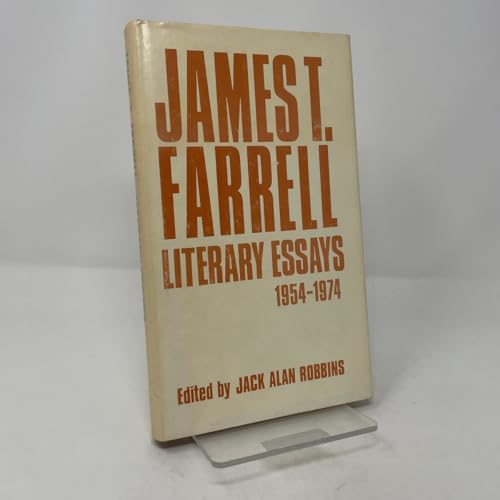 JAMES T.
FARRELL
LITERARY ESSAYS
1954-1974
Edited by JACK ALAN ROBBINS